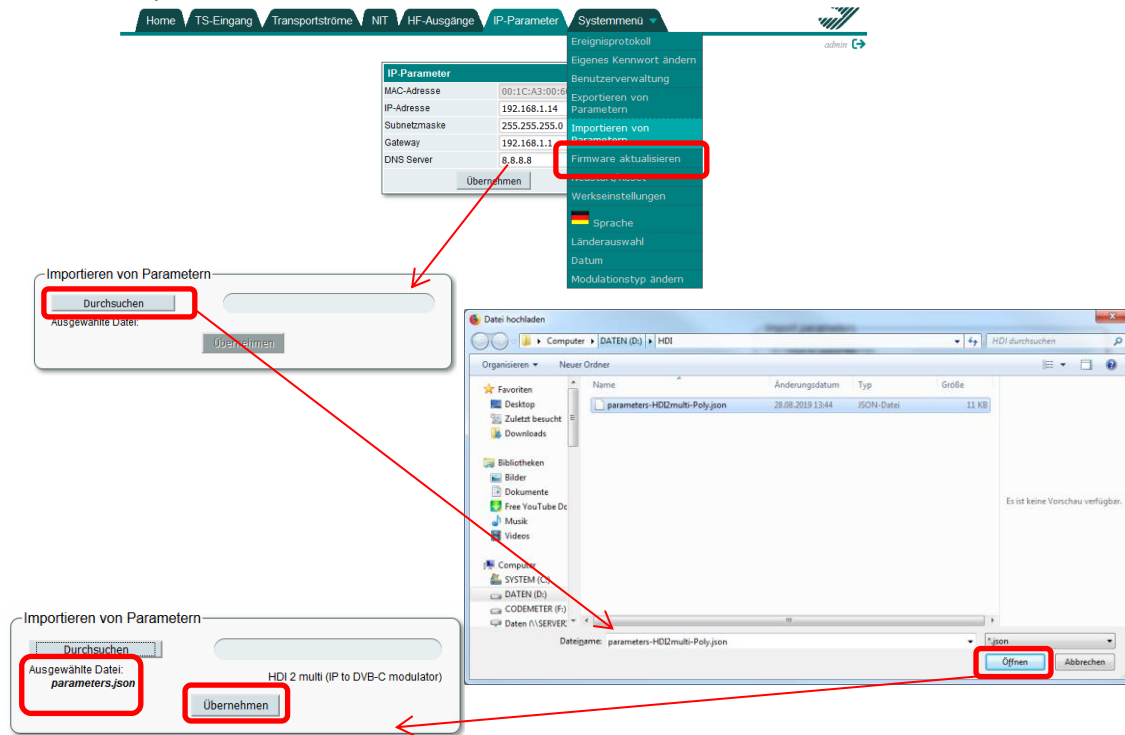 Home TS-Eingang Transportströme NIT HF-Ausgänge IP-Parameter Systemmenü
admin
Ereignisprotokoll
Eigenes Kennwort ändern
Benutzerverwaltung
Exportieren von
Parametern
Importieren von
Parametern
Firmware aktualisieren
Werkseinstellungen
Sprache
Länderauswahl
Datum
Modulationstyp ändern
IP-Parameter
MAC-Adresse 00:1C:A3:00:6
IP-Adresse 192.168.1.14
Subnetzmaske 255.255.255.0
Gateway 192.168.1.1
DNS Server 8.8.8.8
Übernehmen
Importieren von Parametern
Durchsuchen
Ausgewählte Datei:
Übernehmen
Datei hochladen
Computer DATEN (D:) HDI
HDI durchsuchen
Organisieren Neuer Ordner
Favoriten
Desktop
Zuletzt besucht
Downloads
Bibliotheken
Bilder
Dokumente
Free YouTube Dc
Musik
Videos
Computer
SYSTEM (C:)
DATEN (D:)
CODEMETER (F:)
Daten (\\SERVER:
Name Änderungsdatum Typ Größe
parameters-HDI2multi-Poly.json 28.08.2019 13:44 JSON-Datei 11 KB
Es ist keine Vorschau verfügbar.
Dateiname: parameters-HDI2multi-Poly.json *.json
Öffnen Abbrechen
Importieren von Parametern
Durchsuchen
Ausgewählte Datei:
parameters.json
HDI 2 multi (IP to DVB-C modulator)
Übernehmen